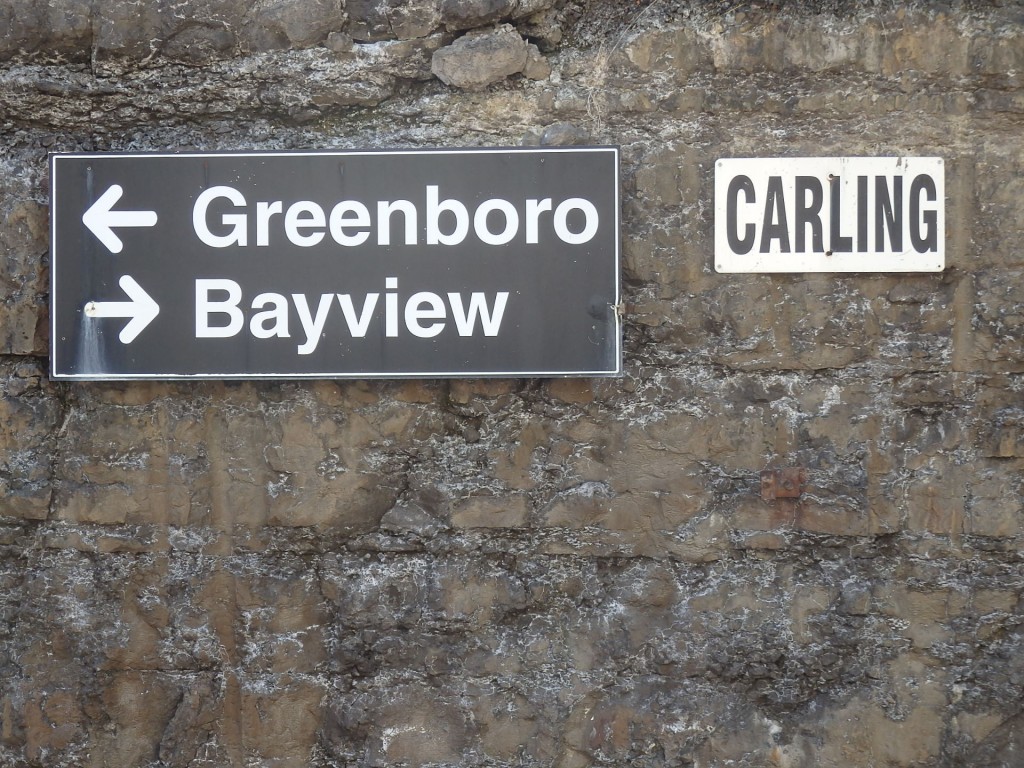 ← Greenboro
→ Bayview
CARLING